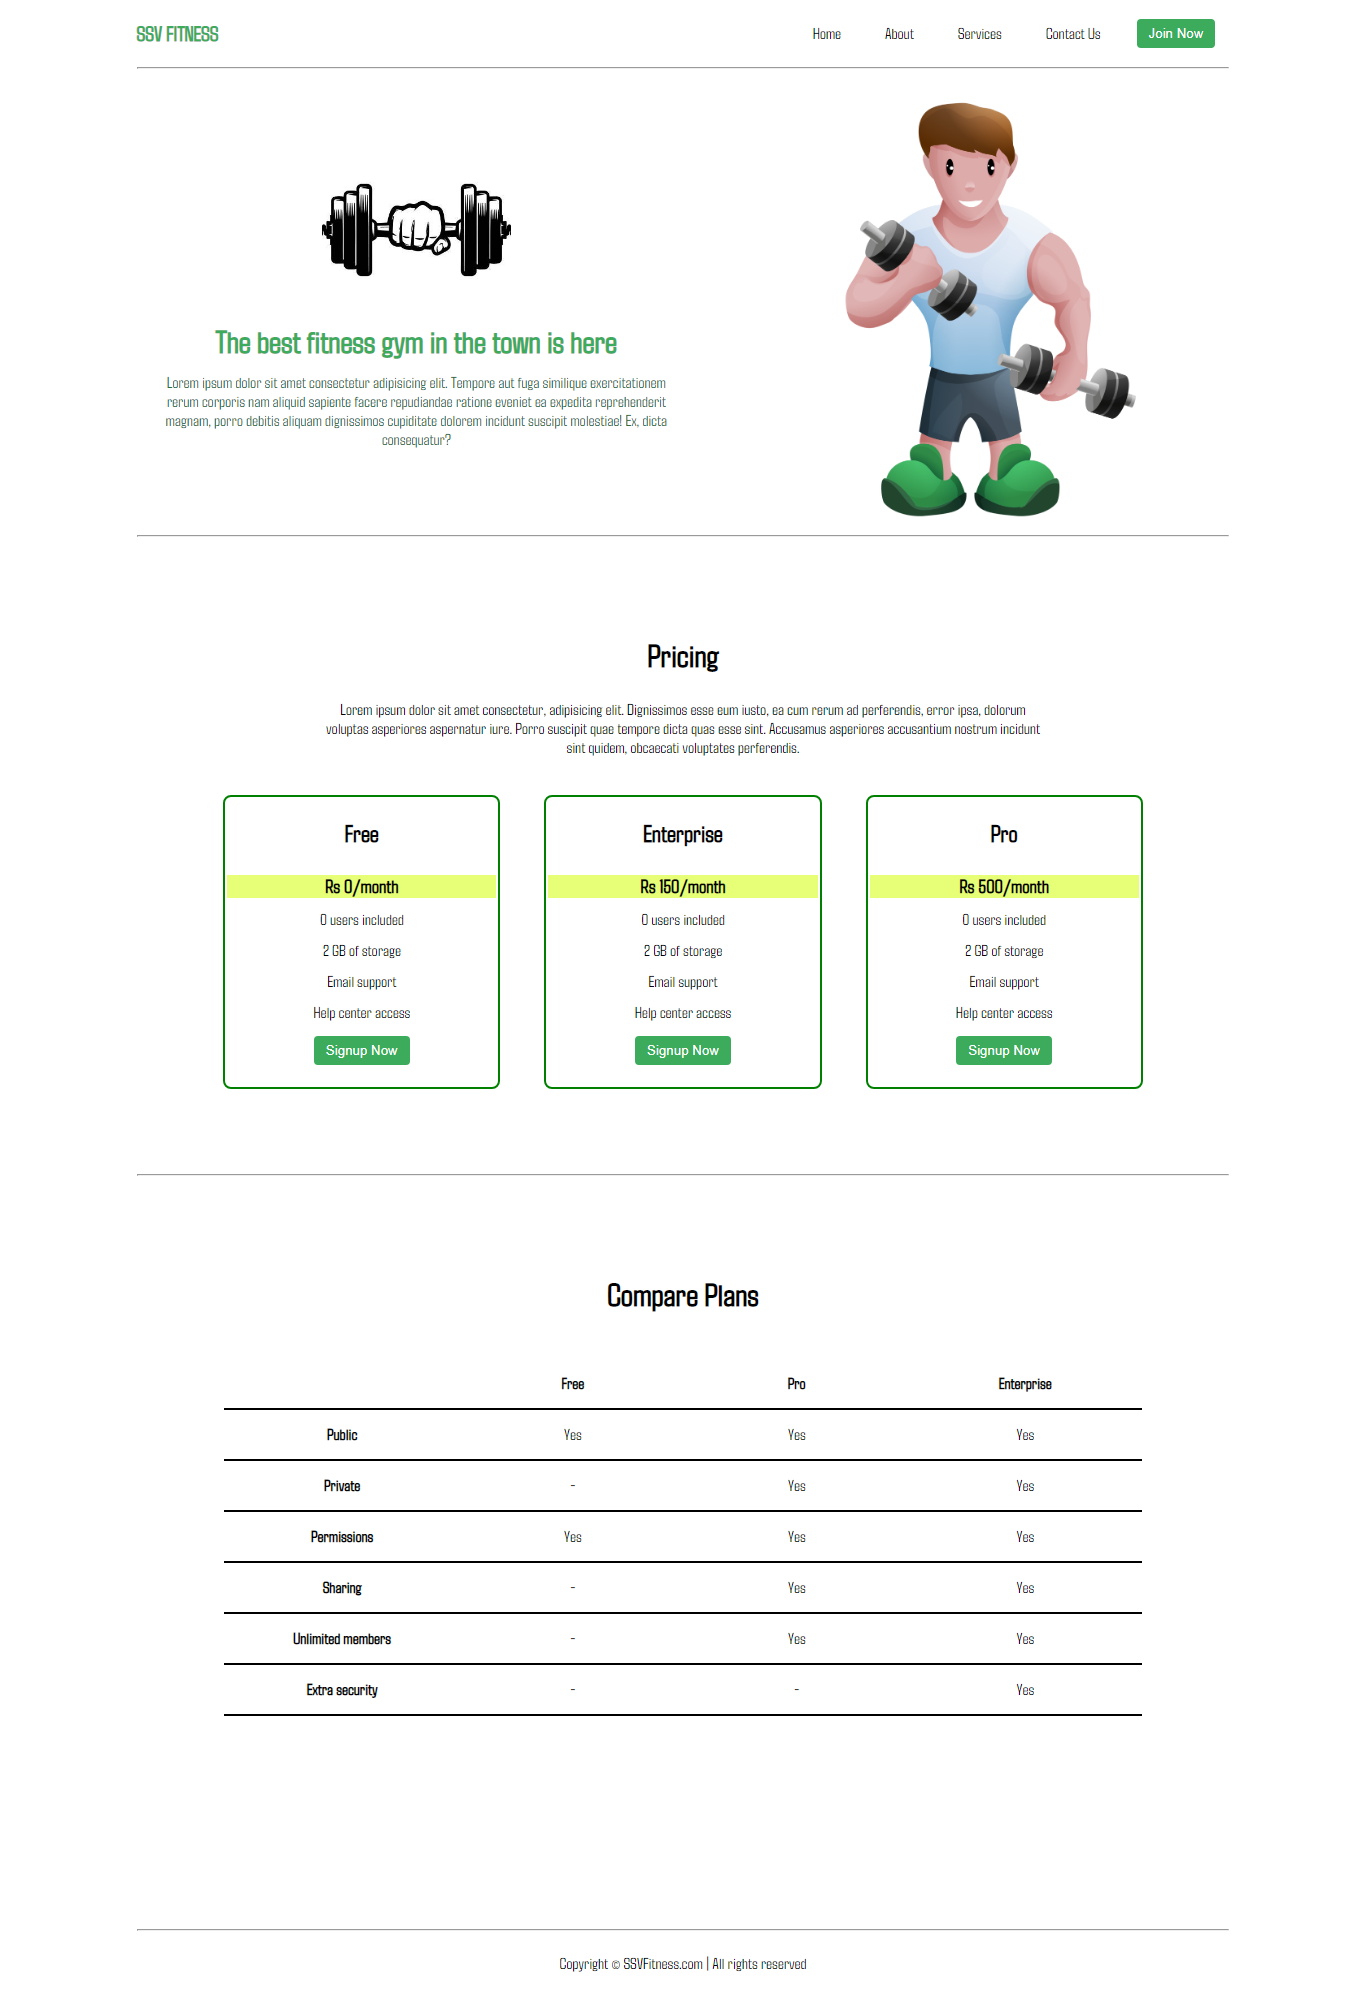 SSV FITNESS
Home About Services Contact Us Join Now
The best fitness gym in the town is here
Lorem ipsum dolor sit amet consectetur adipisicing elit. Tempore aut fuga similique exercitationem
rerum corporis nam aliquid sapiente facere repudiandae ratione eveniet ea expedita reprehenderit
magnam, porro debitis aliquam dignissimos cupiditate dolorem incidunt suscipit molestiae! Ex, dicta
consequatur?
Pricing
Lorem ipsum dolor sit amet consectetur, adipisicing elit. Dignissimos esse eum iusto, ea cum rerum ad perferendis, error ipsa, dolorum
voluptas asperiores aspernatur iure. Porro suscipit quae tempore dicta quas esse sint. Accusamus asperiores accusantium nostrum incidunt
sint quidem, obcaecati voluptates perferendis.
Free
Rs 0/month
0 users included
2 GB of storage
Email support
Help center access
Signup Now
Enterprise
Rs 150/month
0 users included
2 GB of storage
Email support
Help center access
Signup Now
Pro
Rs 500/month
0 users included
2 GB of storage
Email support
Help center access
Signup Now
Compare Plans
Free Pro Enterprise
Public Yes Yes Yes
Private - Yes Yes
Permissions Yes Yes Yes
Sharing - Yes Yes
Unlimited members - Yes Yes
Extra security - - Yes
Copyright © SSVFitness.com | All rights reserved